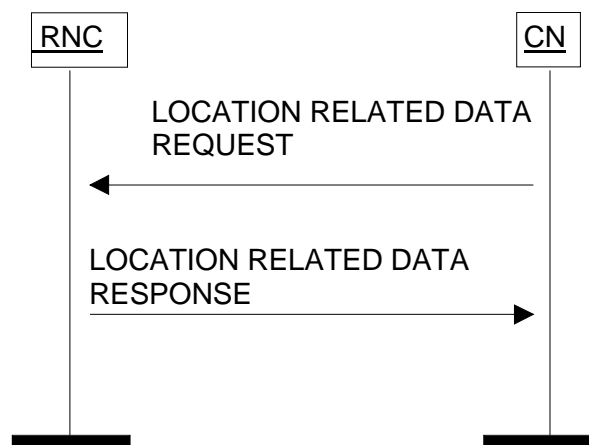 RNC
CN
LOCATION RELATED DATA
REQUEST
LOCATION RELATED DATA
RESPONSE